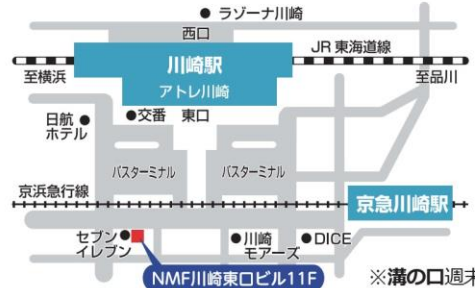 ラゾーナ川崎
西口
JR東海道線
川崎駅
至横浜
至品川
アトレ川崎
交番
東口
日航
ホテル
バスターミナル
バスターミナル
京浜急行線
京急川崎駅
セブン
イレブン
川崎
モアーズ
DICE
NMF川崎東口ビル11F
※溝の口週末